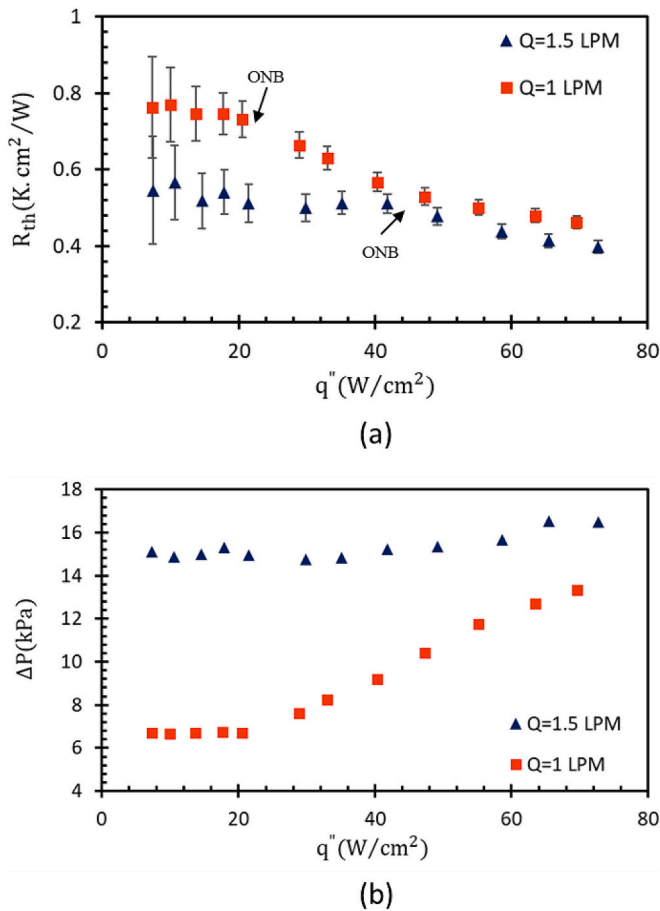 1
0.8
0.6
0.4
0.2
R_th(K.cm²/W)
ONB
ONB
Q=1.5 LPM
Q=1 LPM
0 20 40 60 80
q"(W/cm²)
(a)
18
16
14
12
10
8
6
4
ΔP(kPa)
Q=1.5 LPM
Q=1 LPM
0 20 40 60 80
q"(W/cm²)
(b)